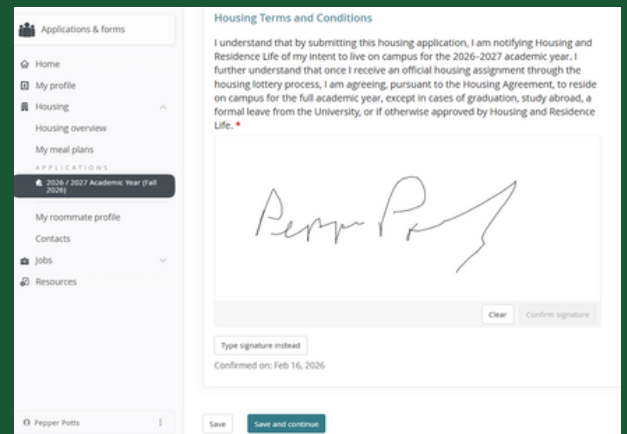 Applications & forms
Home
My profile
Housing
Housing overview
My meal plans
APPLICATIONS
2026 / 2027 Academic Year (Fall
2026)
My roommate profile
Contacts
Jobs
Resources
Pepper Potts
Housing Terms and Conditions
I understand that by submitting this housing application, I am notifying Housing and
Residence Life of my intent to live on campus for the 2026–2027 academic year. I
further understand that once I receive an official housing assignment through the
housing lottery process, I am agreeing, pursuant to the Housing Agreement, to reside
on campus for the full academic year, except in cases of graduation, study abroad, a
formal leave from the University, or if otherwise approved by Housing and Residence
Life. *
Pepper Potts
Clear
Confirm signature
Type signature instead
Confirmed on: Feb 16, 2026
Save
Save and continue